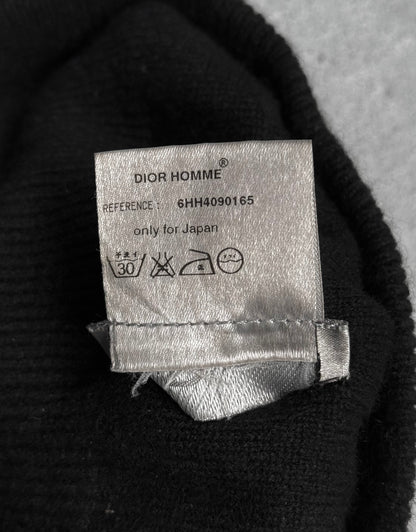 DIOR HOMME®
REFERENCE: 6HH4090165
only for Japan
30